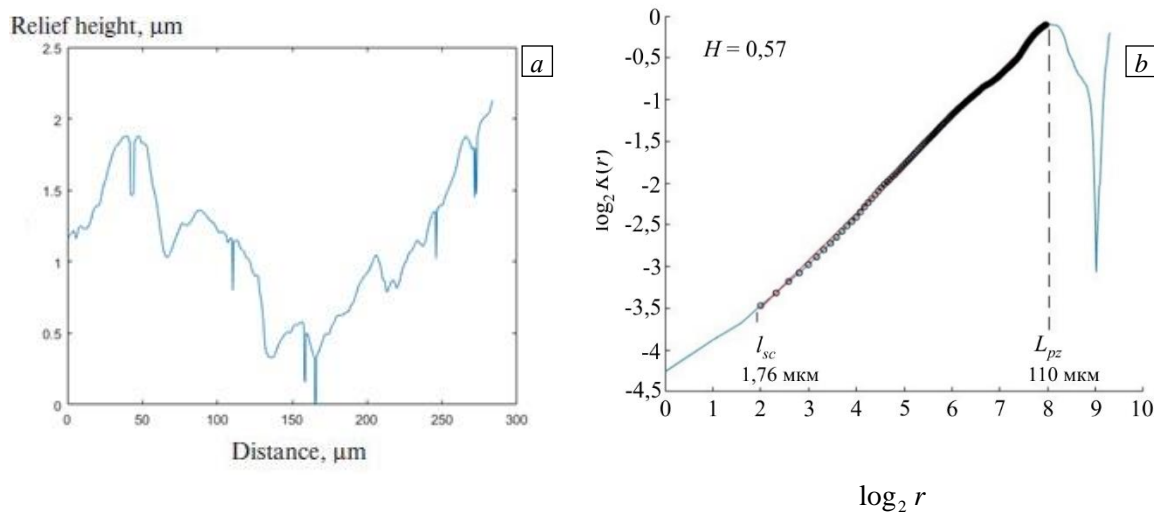 Relief height, μm
2.5
a
2
1.5
1
0.5
0
0 50 100 150 200 250 300
Distance, μm
0
H = 0,57
b
-0,5
-1
-1,5
-2
-2,5
-3
-3,5
-4
-4,5
log₂ K(r)
l_sc
1,76 мкм
L_pz
110 мкм
0 1 2 3 4 5 6 7 8 9 10
log₂ r